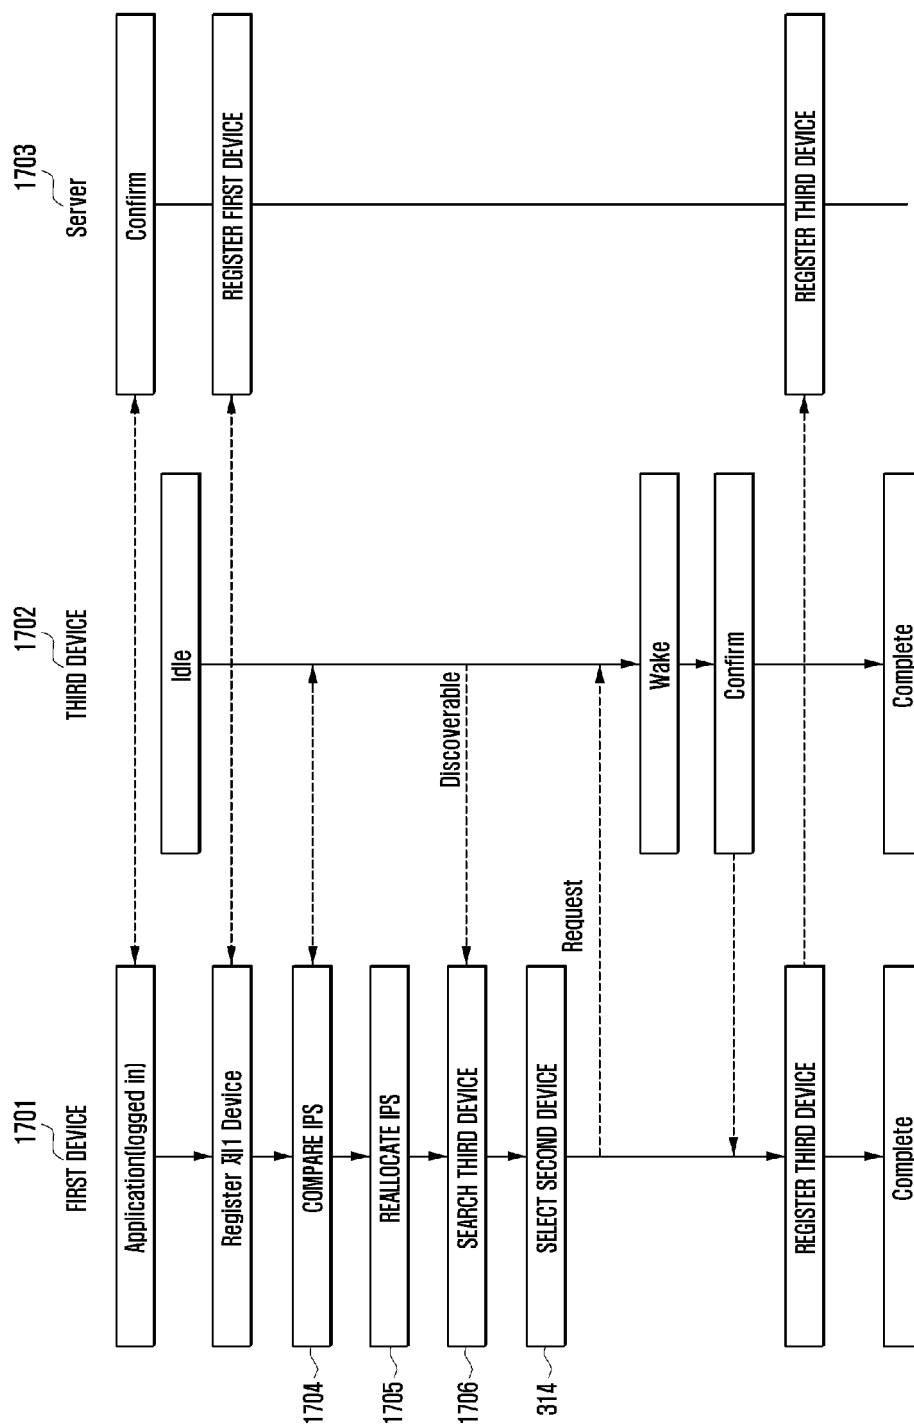 1701
FIRST DEVICE
1702
THIRD DEVICE
1703
Server
Application(logged in)
Confirm
Idle
Register 제1 Device
REGISTER FIRST DEVICE
1704
COMPARE IPS
1705
REALLOCATE IPS
1706
SEARCH THIRD DEVICE
Discoverable
314
SELECT SECOND DEVICE
Request
Wake
Confirm
REGISTER THIRD DEVICE
REGISTER THIRD DEVICE
Complete
Complete